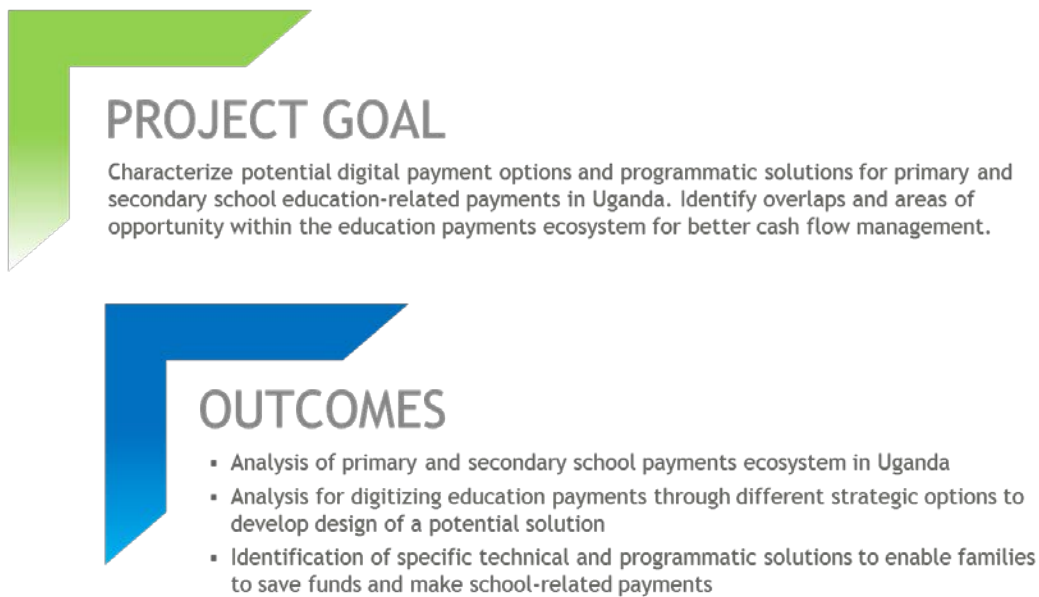 PROJECT GOAL
Characterize potential digital payment options and programmatic solutions for primary and
secondary school education-related payments in Uganda. Identify overlaps and areas of
opportunity within the education payments ecosystem for better cash flow management.
OUTCOMES
▪ Analysis of primary and secondary school payments ecosystem in Uganda
▪ Analysis for digitizing education payments through different strategic options to
develop design of a potential solution
▪ Identification of specific technical and programmatic solutions to enable families
to save funds and make school-related payments